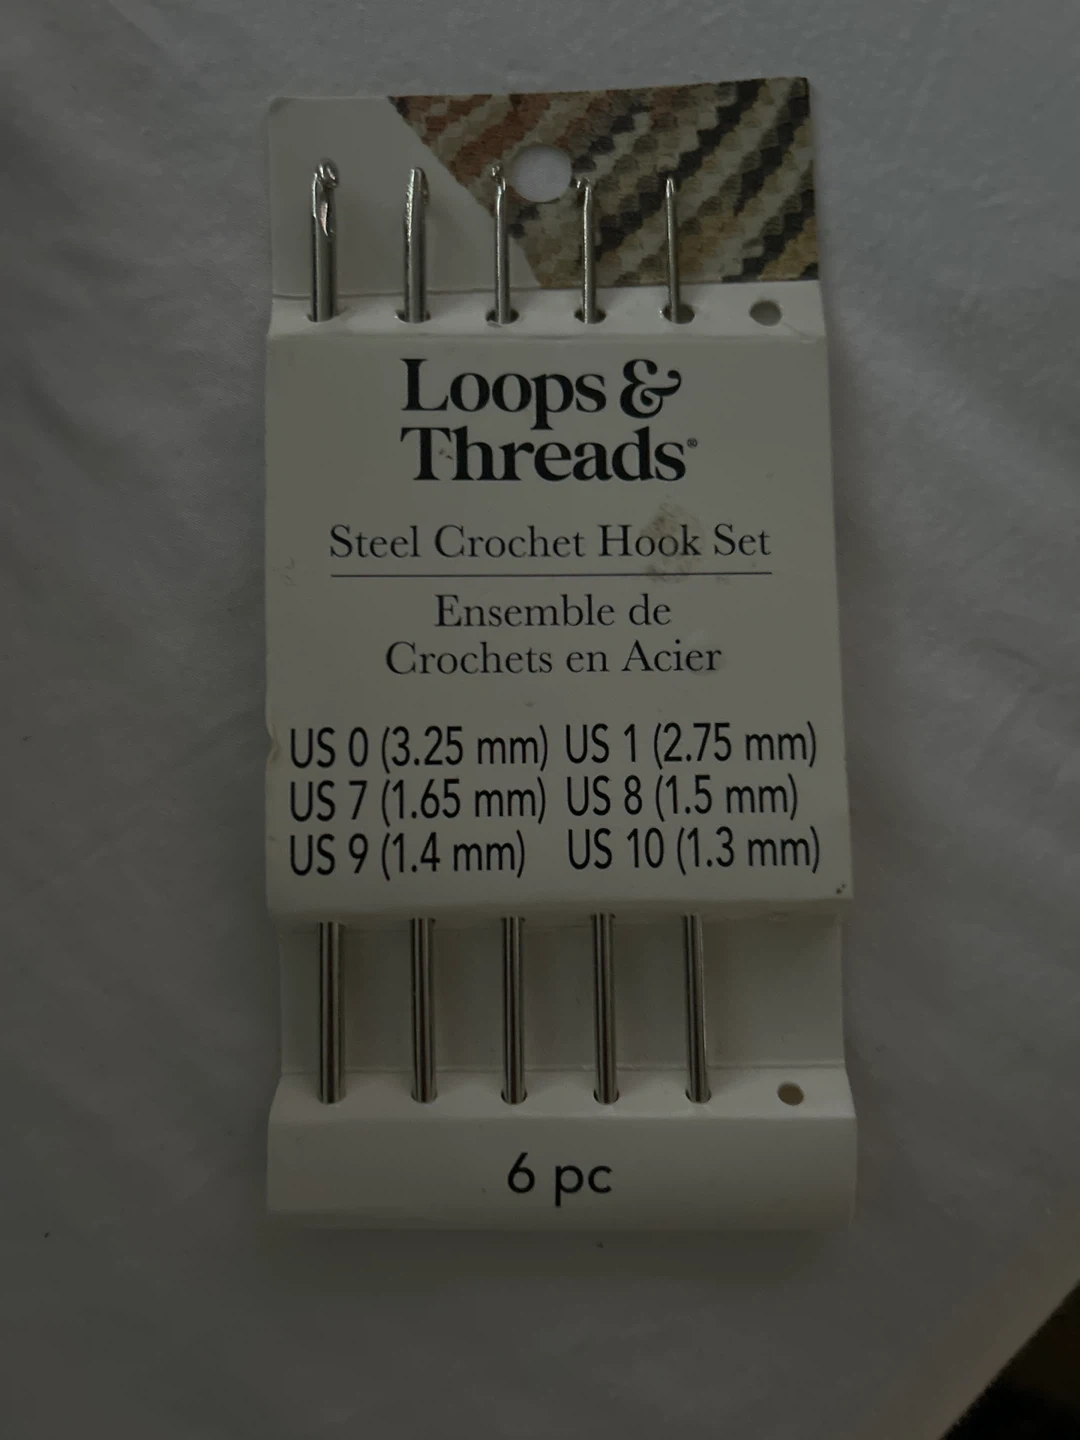 Loops &
Threads®
Steel Crochet Hook Set
Ensemble de
Crochets en Acier
US 0 (3.25 mm) US 1 (2.75 mm)
US 7 (1.65 mm) US 8 (1.5 mm)
US 9 (1.4 mm) US 10 (1.3 mm)
6 pc